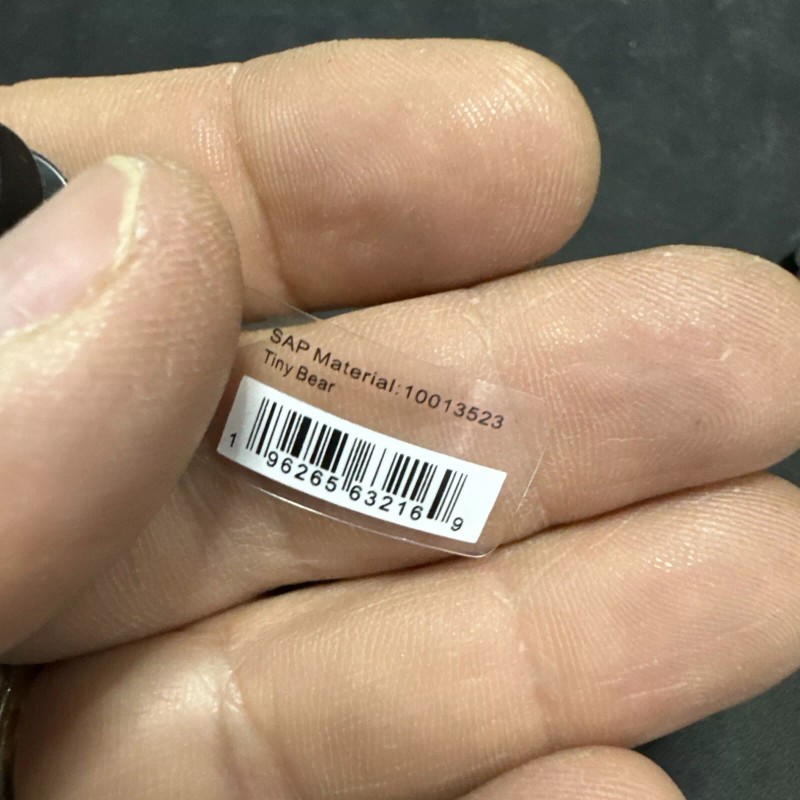 SAP Material:10013523
Tiny Bear
1 96265 63216 9